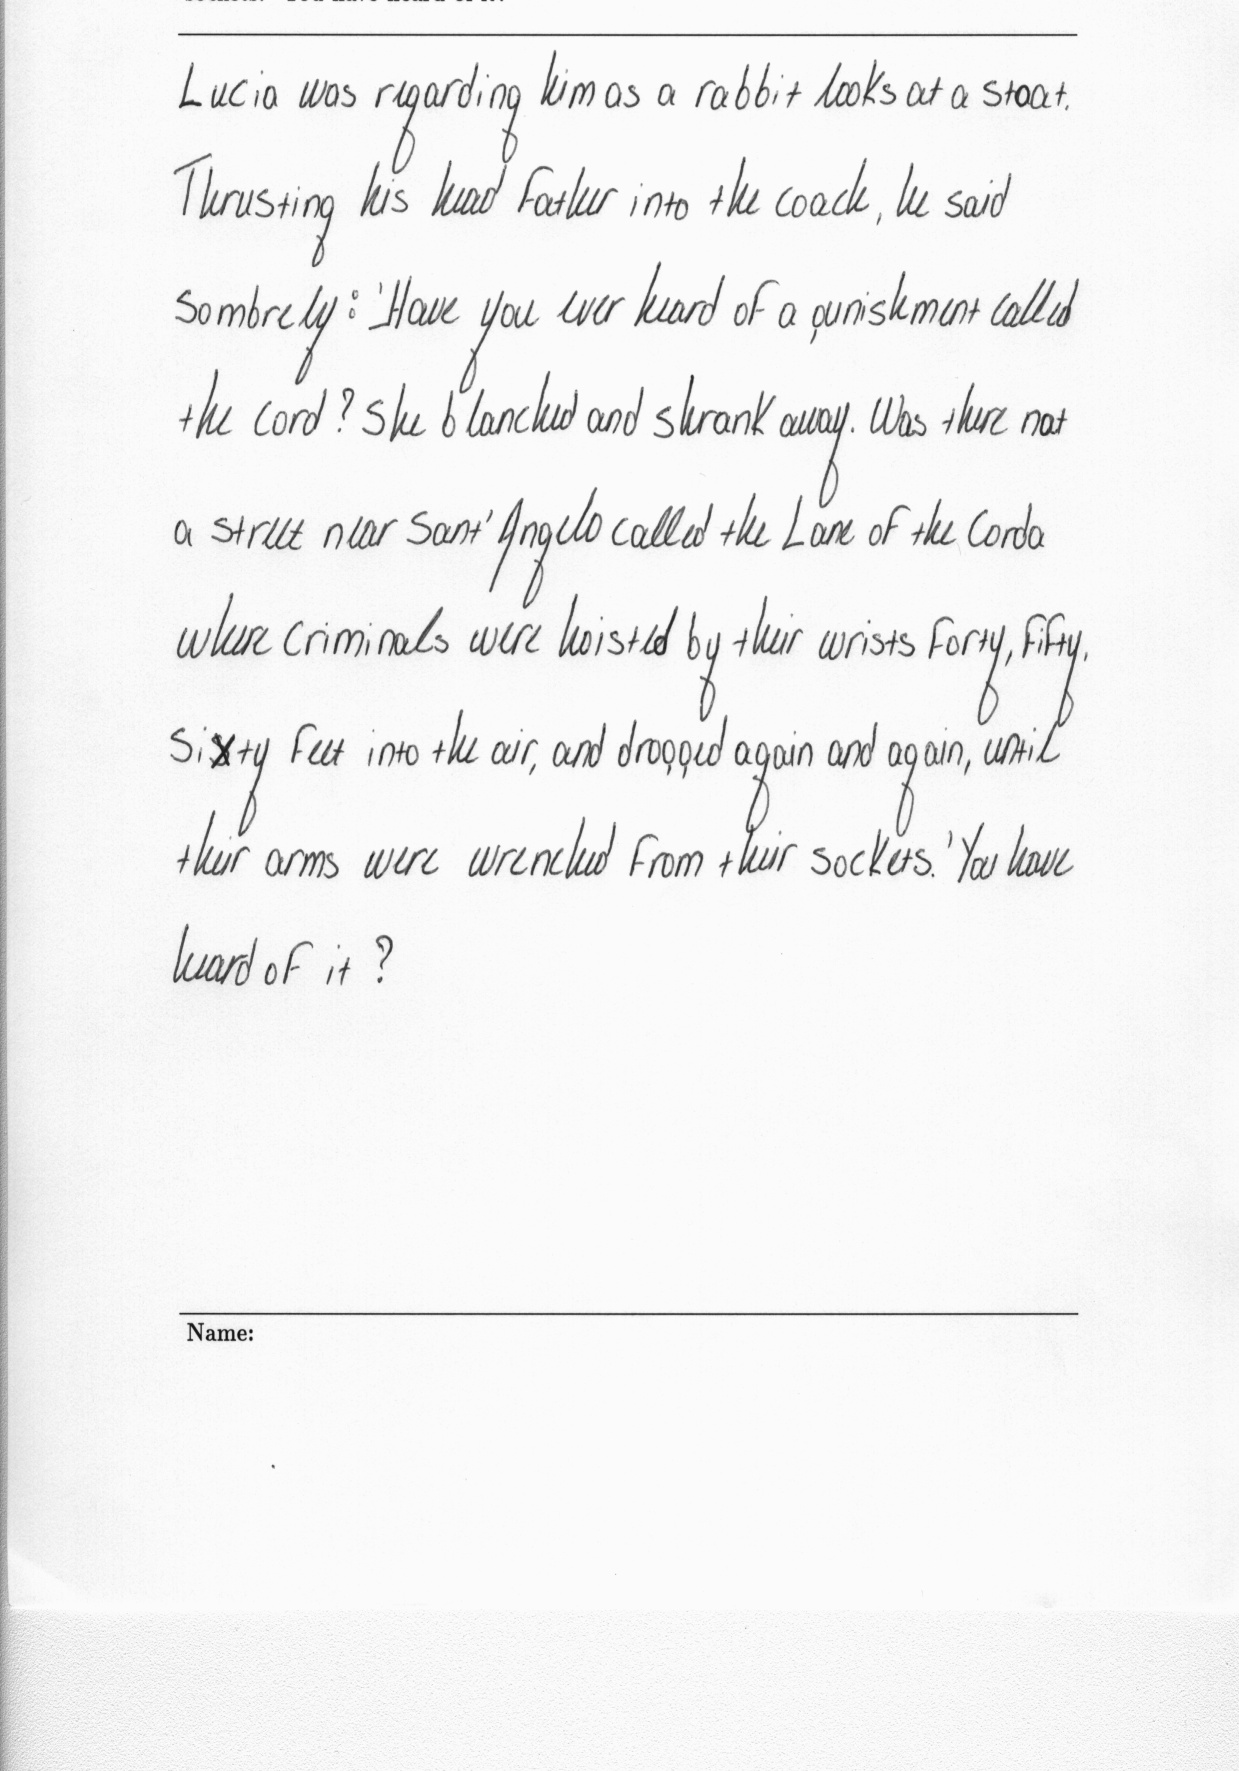 Lucia was regarding him as a rabbit looks at a stoat.
Thrusting his head Father into the coach, he said
sombrely: 'Have you ever heard of a punishment called
the cord? She blanched and shrank away. Was there not
a street near Sant' Angelo called the Lane of the Corda
where criminals were hoisted by their wrists forty, fifty,
sixty feet into the air, and dropped again and again, until
their arms were wrenched from their sockets. 'You have
heard of it?
Name: